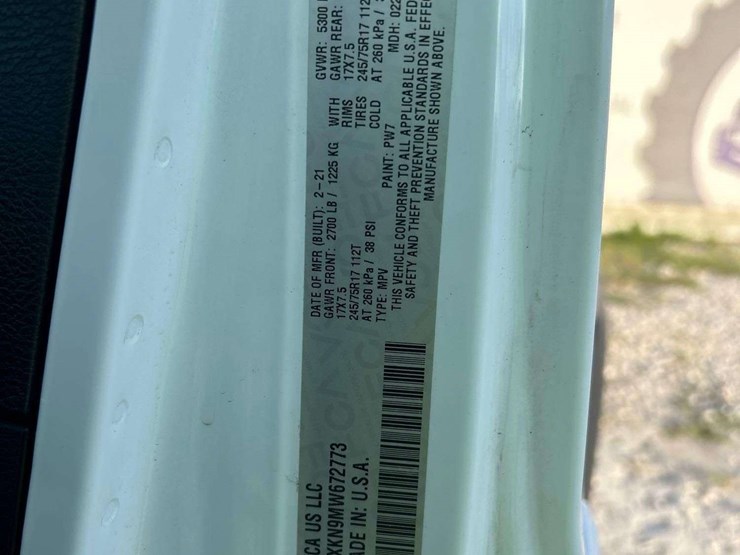 DATE OF MFR (BUILT): 2-21 GVWR: 5300
GAWR FRONT: 2700 LB / 1225 KG WITH GAWR REAR:
17X7.5 RIMS 17X7.5
245/75R17 112T TIRES 245/75R17 112
AT 260 kPa / 38 PSI COLD AT 260 kPa /
TYPE: MPV PAINT: PW7 MDH: 022
THIS VEHICLE CONFORMS TO ALL APPLICABLE U.S.A. FED
SAFETY AND THEFT PREVENTION STANDARDS IN EFFE
MANUFACTURE SHOWN ABOVE.
CA US LLC
XKN9MW672773
ADE IN: U.S.A.